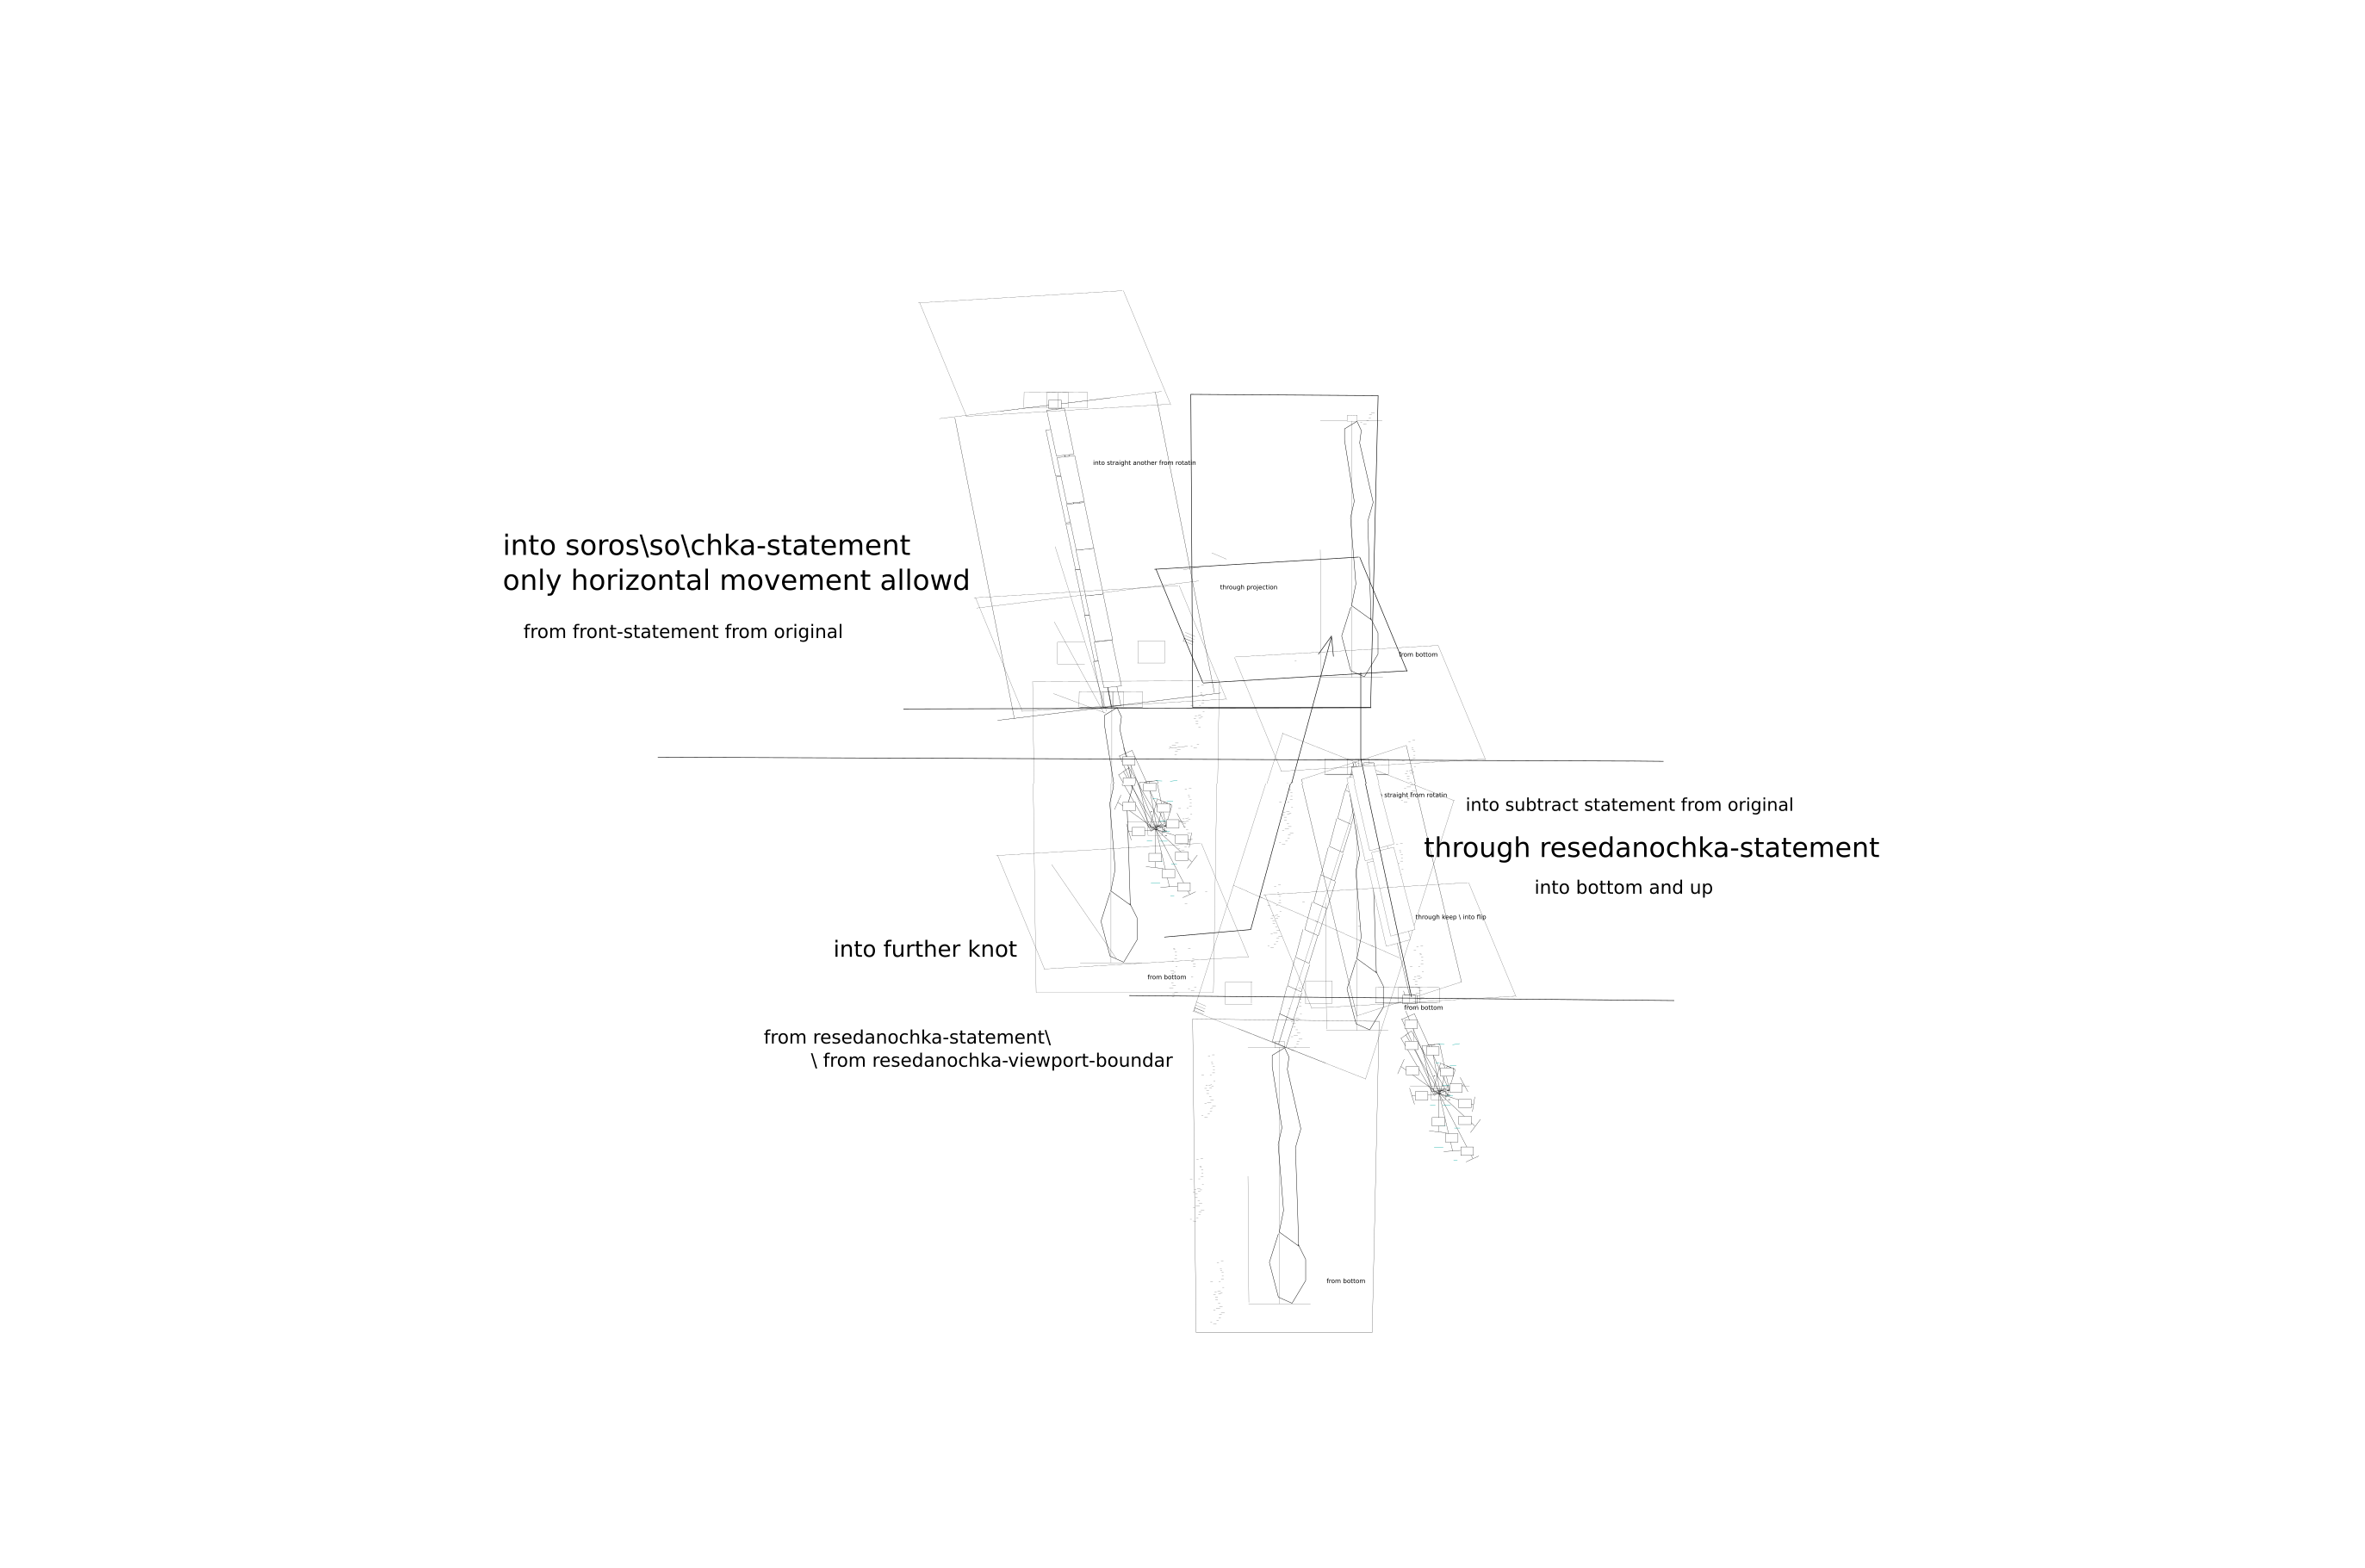 into straight another from rotatin
into soros\so\chka-statement
only horizontal movement allowd
through projection
from front-statement from original
from bottom
straight from rotatin
into subtract statement from original
through resedanochka-statement
into bottom and up
through keep \ into flip
into further knot
from bottom
from bottom
from resedanochka-statement\
\ from resedanochka-viewport-boundar
from bottom